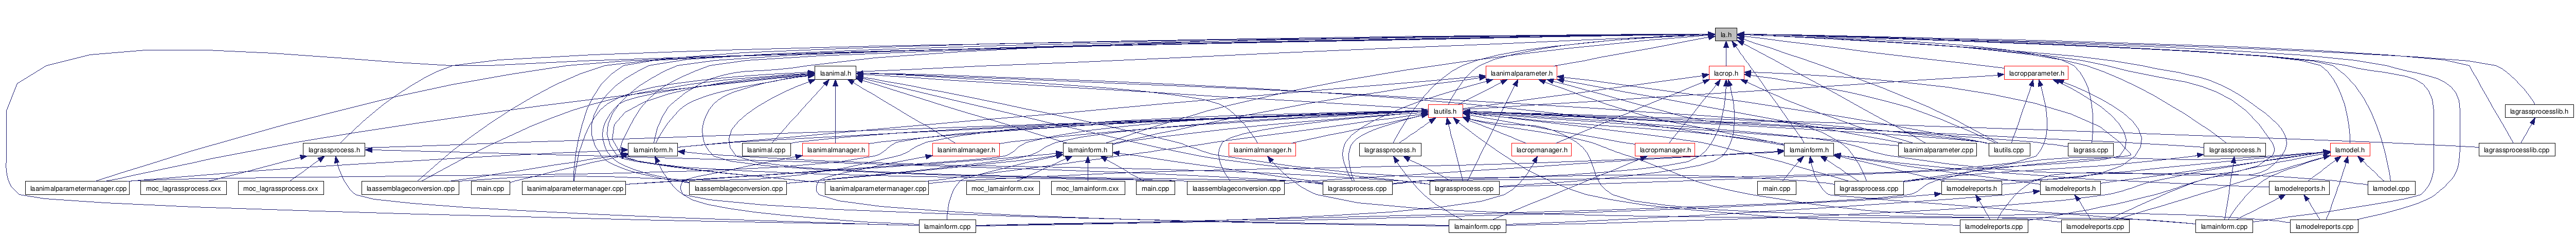 la.h
laanimal.h
laanimalparameter.h
lacrop.h
lacropparameter.h
lautils.h
lagrassprocesslib.h
lagrassprocess.h
lamainform.h
laanimal.cpp
laanimalmanager.h
laanimalmanager.h
lamainform.h
laanimalmanager.h
lagrassprocess.h
lacropmanager.h
lacropmanager.h
lamainform.h
laanimalparameter.cpp
lautils.cpp
lagrass.cpp
lagrassprocess.h
lamodel.h
lagrassprocesslib.cpp
laanimalparametermanager.cpp
moc_lagrassprocess.cxx
moc_lagrassprocess.cxx
laassemblageconversion.cpp
main.cpp
laanimalparametermanager.cpp
laassemblageconversion.cpp
laanimalparametermanager.cpp
moc_lamainform.cxx
moc_lamainform.cxx
main.cpp
laassemblageconversion.cpp
lagrassprocess.cpp
lagrassprocess.cpp
main.cpp
lagrassprocess.cpp
lamodelreports.h
lamodelreports.h
lamodelreports.h
lamodel.cpp
lamainform.cpp
lamainform.cpp
lamodelreports.cpp
lamodelreports.cpp
lamainform.cpp
lamodelreports.cpp